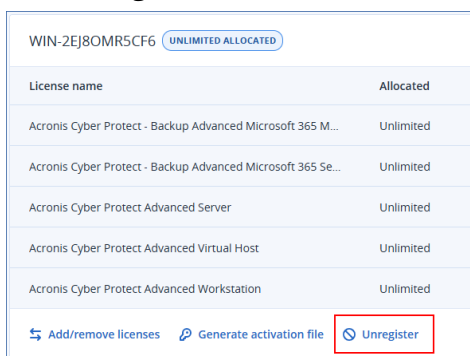 WIN-2EJ8OMR5CF6 UNLIMITED ALLOCATED
License name Allocated
Acronis Cyber Protect - Backup Advanced Microsoft 365 M... Unlimited
Acronis Cyber Protect - Backup Advanced Microsoft 365 Se... Unlimited
Acronis Cyber Protect Advanced Server Unlimited
Acronis Cyber Protect Advanced Virtual Host Unlimited
Acronis Cyber Protect Advanced Workstation Unlimited
Add/remove licenses Generate activation file Unregister